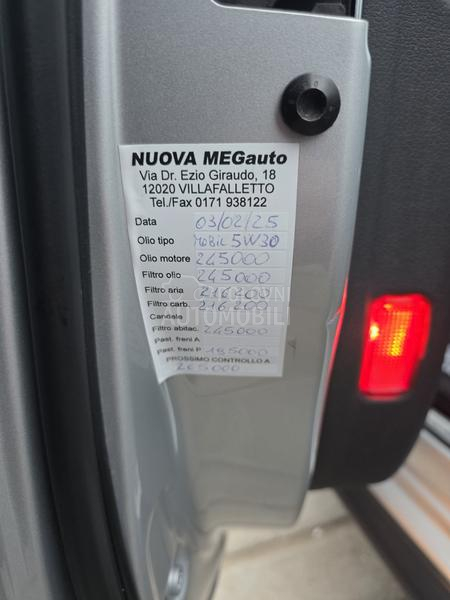 NUOVA MEGauto
Via Dr. Ezio Giraudo, 18
12020 VILLAFALLETTO
Tel./Fax 0171 938122
Data 03/02/25
Olio tipo MOBIL 5W30
Olio motore 245000
Filtro olio 245000
Filtro aria 216200
Filtro carb. 216200
Candele
Filtro abitac. 245000
Past. freni A
Past. freni P 185000
PROSSIMO CONTROLLO A
265000
AUTOMOBILI